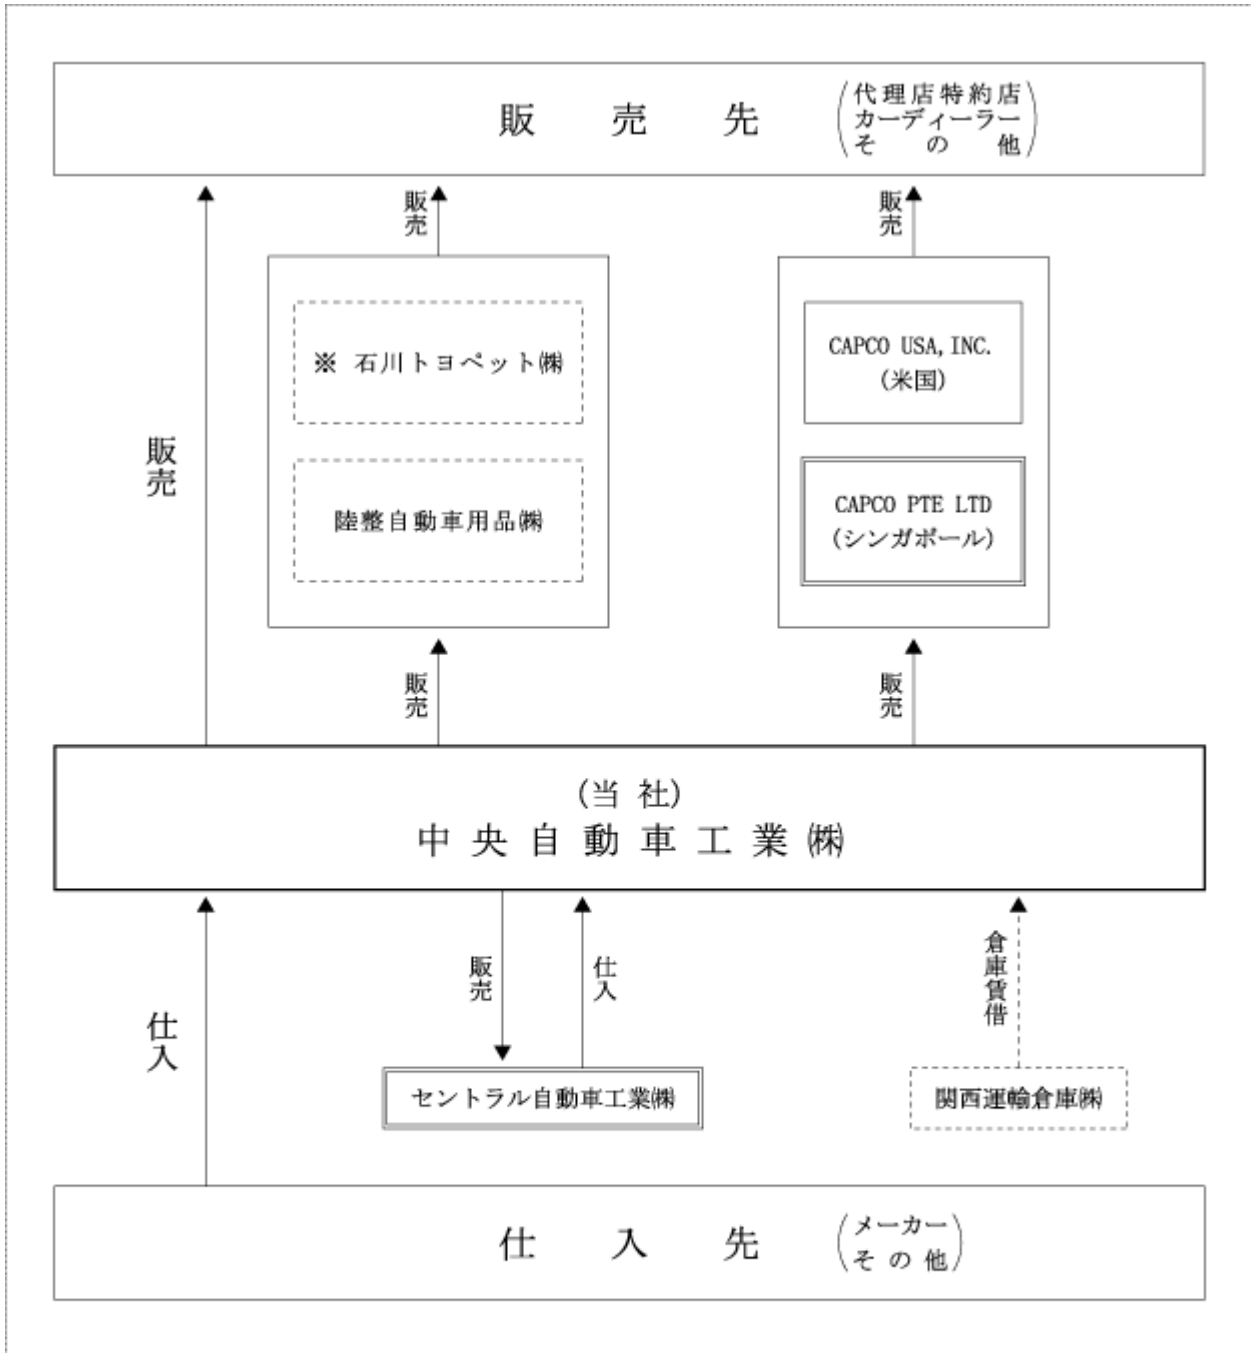 販売先
代理店特約店
カーディーラー
その他
販売
販売
販売
※ 石川トヨペット㈱
陸整自動車用品㈱
CAPCO USA, INC.
(米国)
CAPCO PTE LTD
(シンガポール)
販売
販売
(当社)
中央自動車工業㈱
仕入
販売
仕入
倉庫賃借
セントラル自動車工業㈱
関西運輸倉庫㈱
仕入先
メーカー
その他